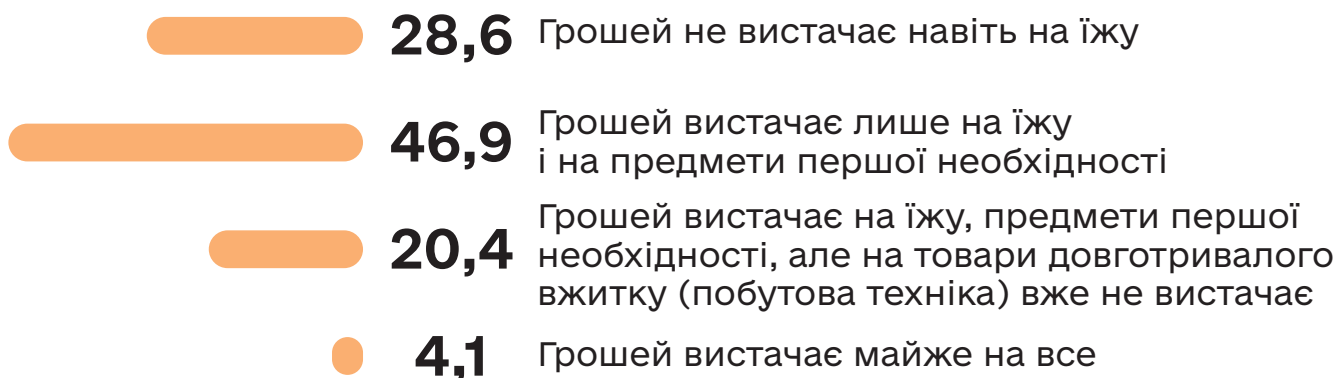 28,6 Грошей не вистачає навіть на їжу
46,9 Грошей вистачає лише на їжу
і на предмети першої необхідності
20,4 Грошей вистачає на їжу, предмети першої
необхідності, але на товари довготривалого
вжитку (побутова техніка) вже не вистачає
4,1 Грошей вистачає майже на все